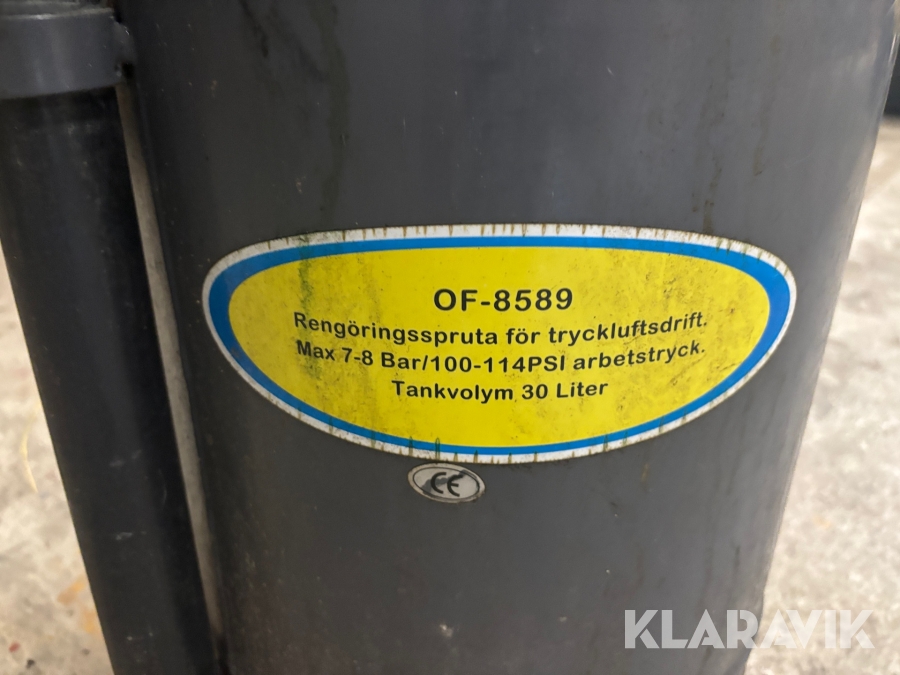 OF-8589
Rengöringsspruta för tryckluftsdrift.
Max 7-8 Bar/100-114PSI arbetstryck.
Tankvolym 30 Liter
CE
KLARAVIK